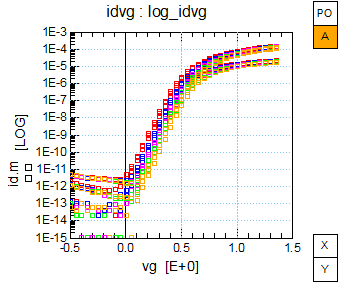 idvg : log_idvg
PO
A
1E-3
1E-4
1E-5
1E-6
1E-7
1E-8
1E-9
1E-10
1E-11
1E-12
1E-13
1E-14
1E-15
id.m [LOG]
-0.5
0.0
0.5
1.0
1.5
vg [E+0]
X
Y